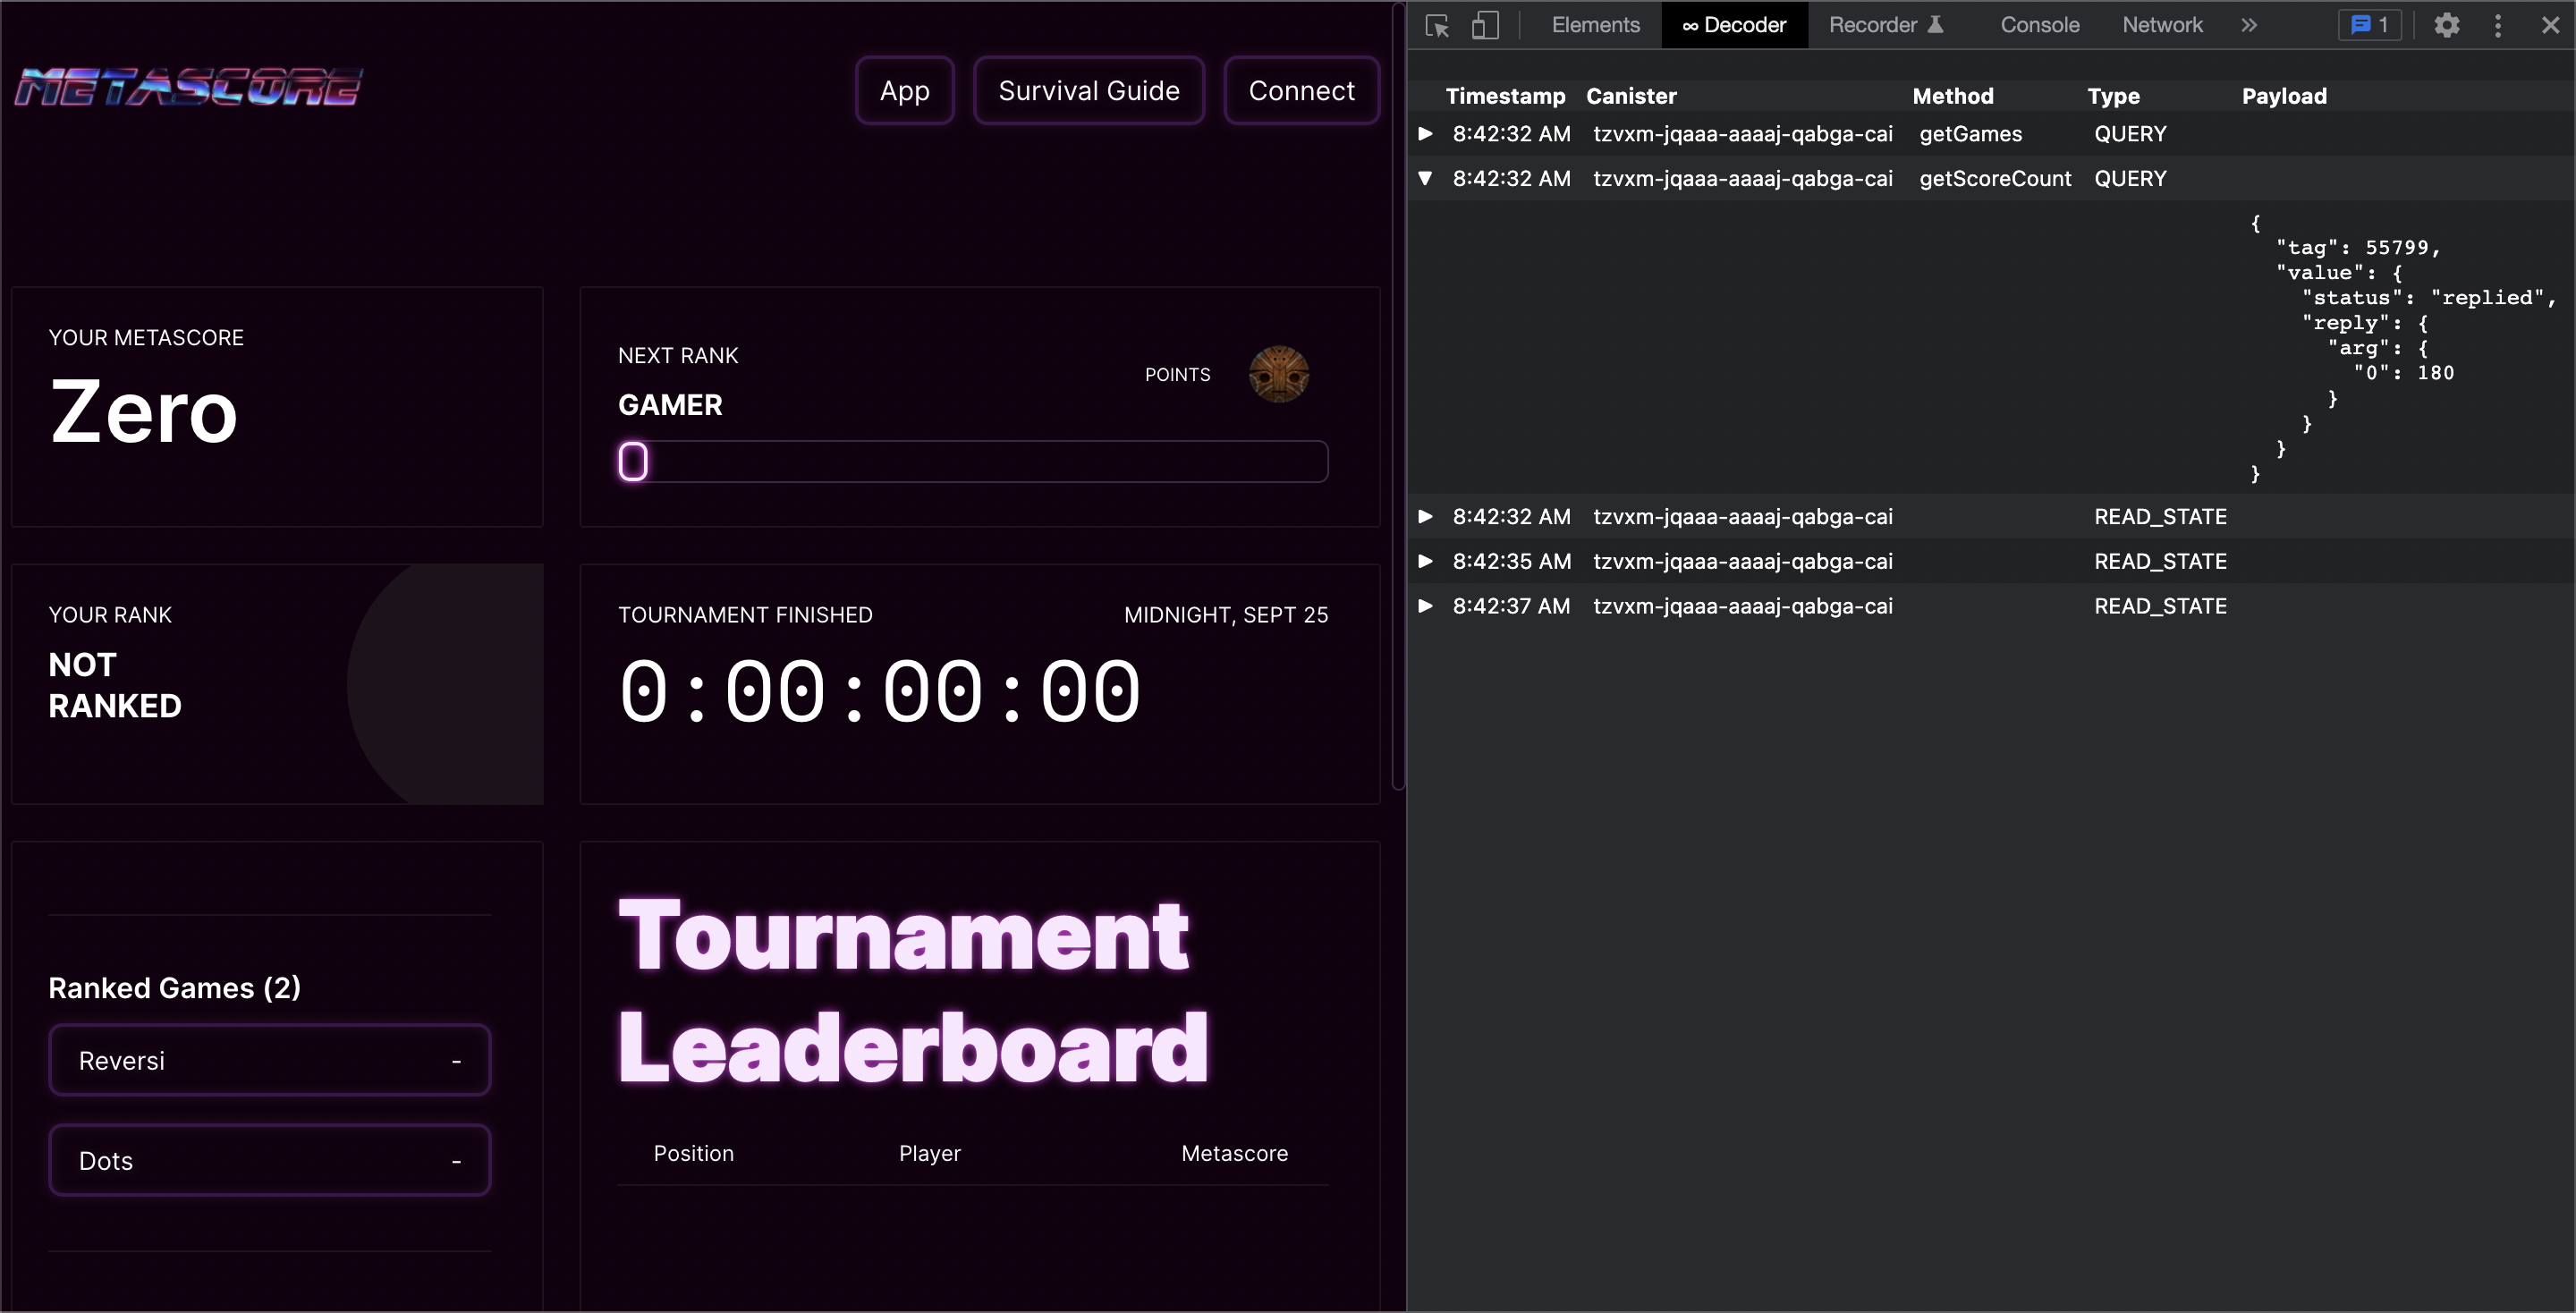 METASCORE
App
Survival Guide
Connect
YOUR METASCORE
Zero
NEXT RANK
GAMER
POINTS
YOUR RANK
NOT
RANKED
TOURNAMENT FINISHED
MIDNIGHT, SEPT 25
0:00:00:00
Ranked Games (2)
Reversi -
Dots -
Tournament
Leaderboard
Position Player Metascore
Elements
∞ Decoder
Recorder
Console
Network
»
1
Timestamp Canister Method Type Payload
8:42:32 AM tzvxm-jqaaa-aaaaj-qabga-cai getGames QUERY
8:42:32 AM tzvxm-jqaaa-aaaaj-qabga-cai getScoreCount QUERY
{
"tag": 55799,
"value": {
"status": "replied",
"reply": {
"arg": {
"0": 180
}
}
}
}
8:42:32 AM tzvxm-jqaaa-aaaaj-qabga-cai READ_STATE
8:42:35 AM tzvxm-jqaaa-aaaaj-qabga-cai READ_STATE
8:42:37 AM tzvxm-jqaaa-aaaaj-qabga-cai READ_STATE